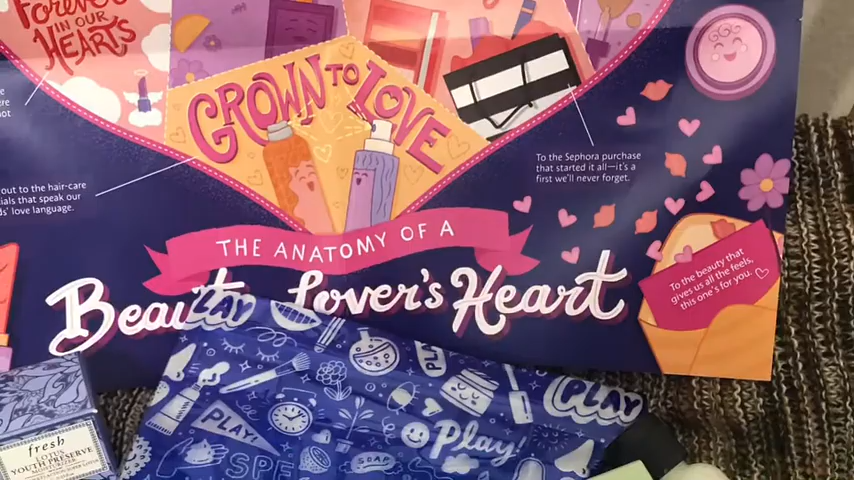 Forever
IN OUR
HEARTS
GROWN TO
LOVE
To the Sephora purchase
that started it all—it's a
first we'll never forget.
out to the hair-care
that speak our
love language.
THE ANATOMY OF A
Beauty Lover's Heart
To the beauty that
gives us all the feels,
this one's for you.
PLAY
PLAY!
Play!
PLAY
SOAP
fresh
LOTUS
YOUTH PRESERVE
MOISTURIZER